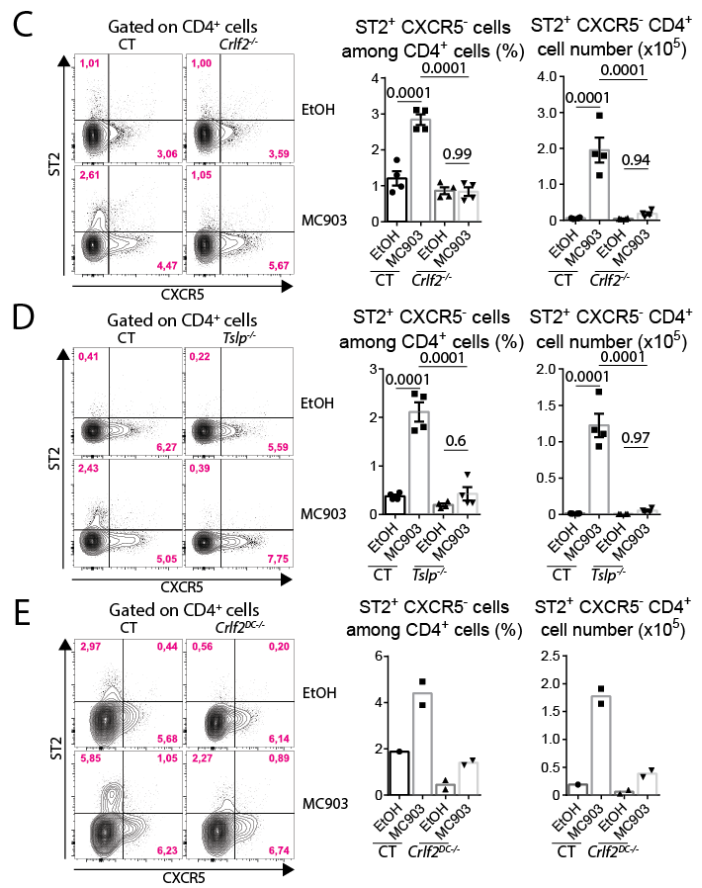 C
Gated on CD4⁺ cells
CT
Crlf2⁻/⁻
1,01
1,00
EtOH
3,06
3,59
2,61
1,05
MC903
4,47
5,67
ST2
CXCR5
ST2⁺ CXCR5⁻ cells
among CD4⁺ cells (%)
0.0001
0.0001
0.99
4
3
2
1
0
EtOH
MC903
EtOH
MC903
CT
Crlf2⁻/⁻
ST2⁺ CXCR5⁻ CD4⁺
cell number (x10⁵)
0.0001
0.0001
0.94
4.0
3.0
2.0
1.0
0
EtOH
MC903
EtOH
MC903
CT
Crlf2⁻/⁻
D
Gated on CD4⁺ cells
CT
Tslp⁻/⁻
0,41
0,22
EtOH
6,27
5,59
2,43
0,39
MC903
5,05
7,75
ST2
CXCR5
ST2⁺ CXCR5⁻ cells
among CD4⁺ cells (%)
0.0001
0.0001
0.6
3
2
1
0
EtOH
MC903
EtOH
MC903
CT
Tslp⁻/⁻
ST2⁺ CXCR5⁻ CD4⁺
cell number (x10⁵)
0.0001
0.0001
0.97
2.0
1.5
1.0
0.5
0
EtOH
MC903
EtOH
MC903
CT
Tslp⁻/⁻
E
Gated on CD4⁺ cells
CT
Crlf2ᴰᶜ⁻/⁻
2,97
0,44
0,56
0,20
EtOH
5,68
6,14
5,85
1,05
2,27
0,89
MC903
6,23
6,74
ST2
CXCR5
ST2⁺ CXCR5⁻ cells
among CD4⁺ cells (%)
6
4
2
0
EtOH
MC903
EtOH
MC903
CT
Crlf2ᴰᶜ⁻/⁻
ST2⁺ CXCR5⁻ CD4⁺
cell number (x10⁵)
2.5
2.0
1.5
1.0
0.5
0
EtOH
MC903
EtOH
MC903
CT
Crlf2ᴰᶜ⁻/⁻